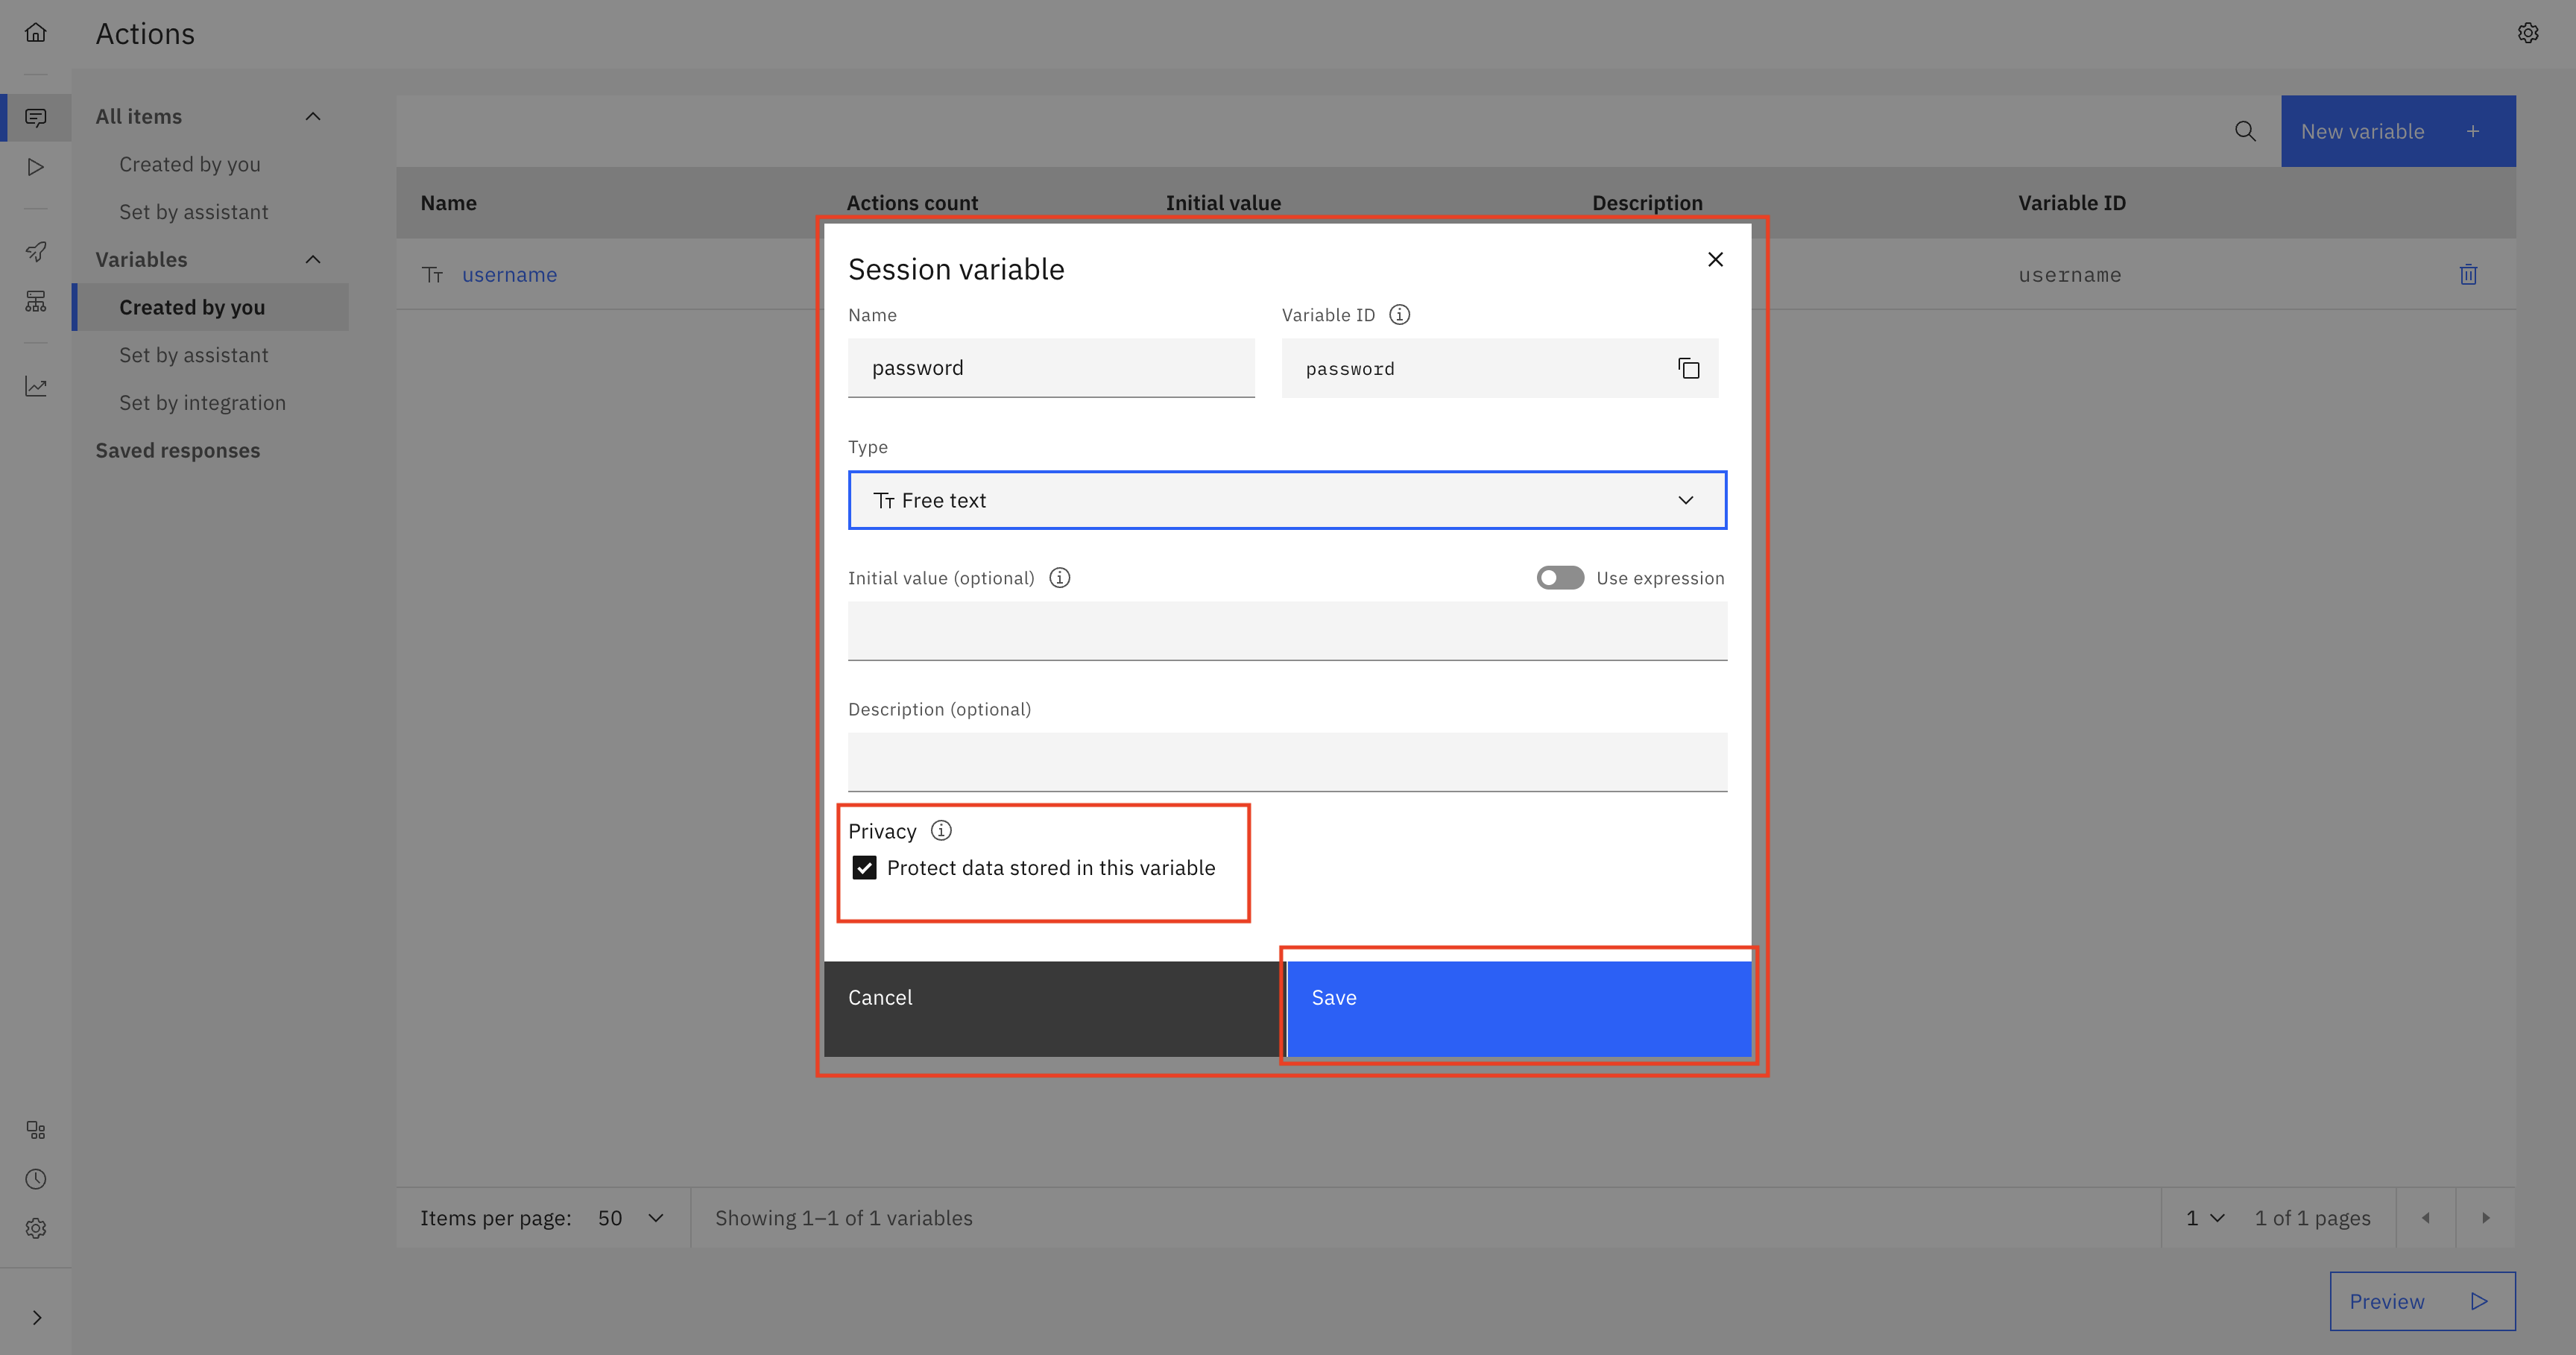 Actions
All items
Created by you
Set by assistant
Variables
Created by you
Set by assistant
Set by integration
Saved responses
New variable +
Name Actions count Initial value Description Variable ID
username username
Session variable
Name Variable ID
password password
Type
Free text
Initial value (optional) Use expression
Description (optional)
Privacy
Protect data stored in this variable
Cancel Save
Items per page: 50 Showing 1–1 of 1 variables 1 1 of 1 pages
Preview